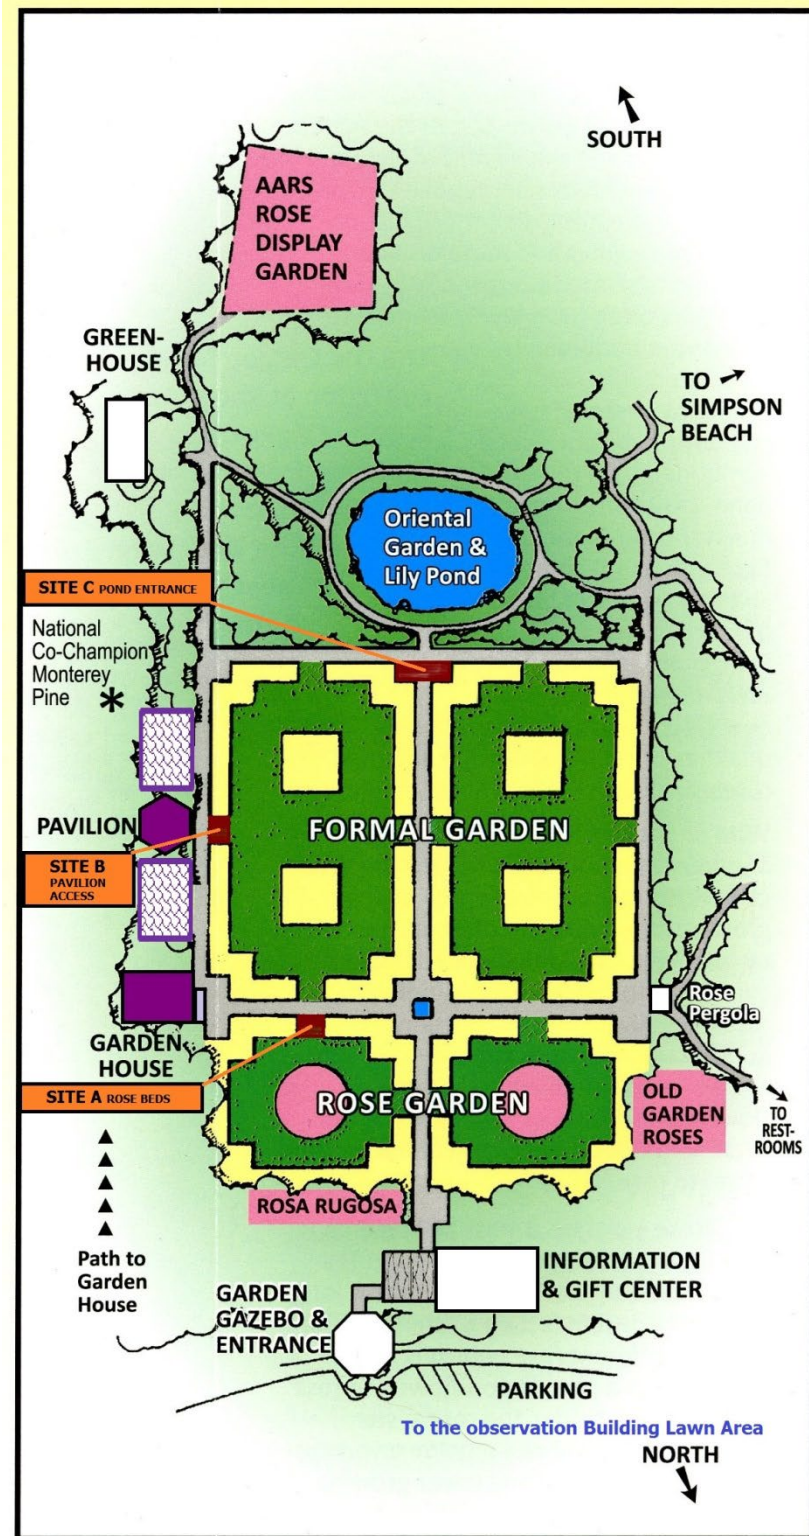 SOUTH
AARS
ROSE
DISPLAY
GARDEN
GREEN-
HOUSE
TO
SIMPSON
BEACH
Oriental
Garden &
Lily Pond
SITE C POND ENTRANCE
National
Co-Champion
Monterey
Pine *
PAVILION
FORMAL GARDEN
SITE B
PAVILION
ACCESS
Rose
Pergola
GARDEN
HOUSE
SITE A ROSE BEDS
ROSE GARDEN
OLD
GARDEN
ROSES
TO
REST-
ROOMS
ROSA RUGOSA
Path to
Garden
House
INFORMATION
& GIFT CENTER
GARDEN
GAZEBO &
ENTRANCE
PARKING
To the observation Building Lawn Area
NORTH